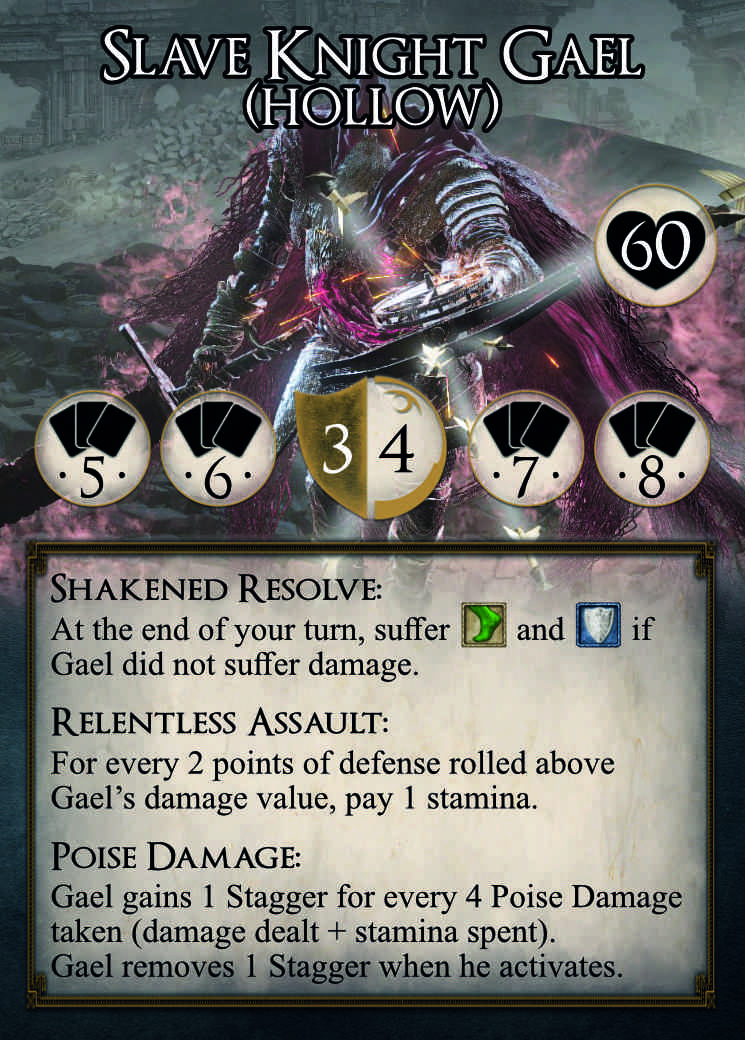 SLAVE KNIGHT GAEL
(HOLLOW)
60
· 5 ·
· 6 ·
3
4
· 7 ·
· 8 ·
SHAKENED RESOLVE:
At the end of your turn, suffer and if
Gael did not suffer damage.
RELENTLESS ASSAULT:
For every 2 points of defense rolled above
Gael's damage value, pay 1 stamina.
POISE DAMAGE:
Gael gains 1 Stagger for every 4 Poise Damage
taken (damage dealt + stamina spent).
Gael removes 1 Stagger when he activates.